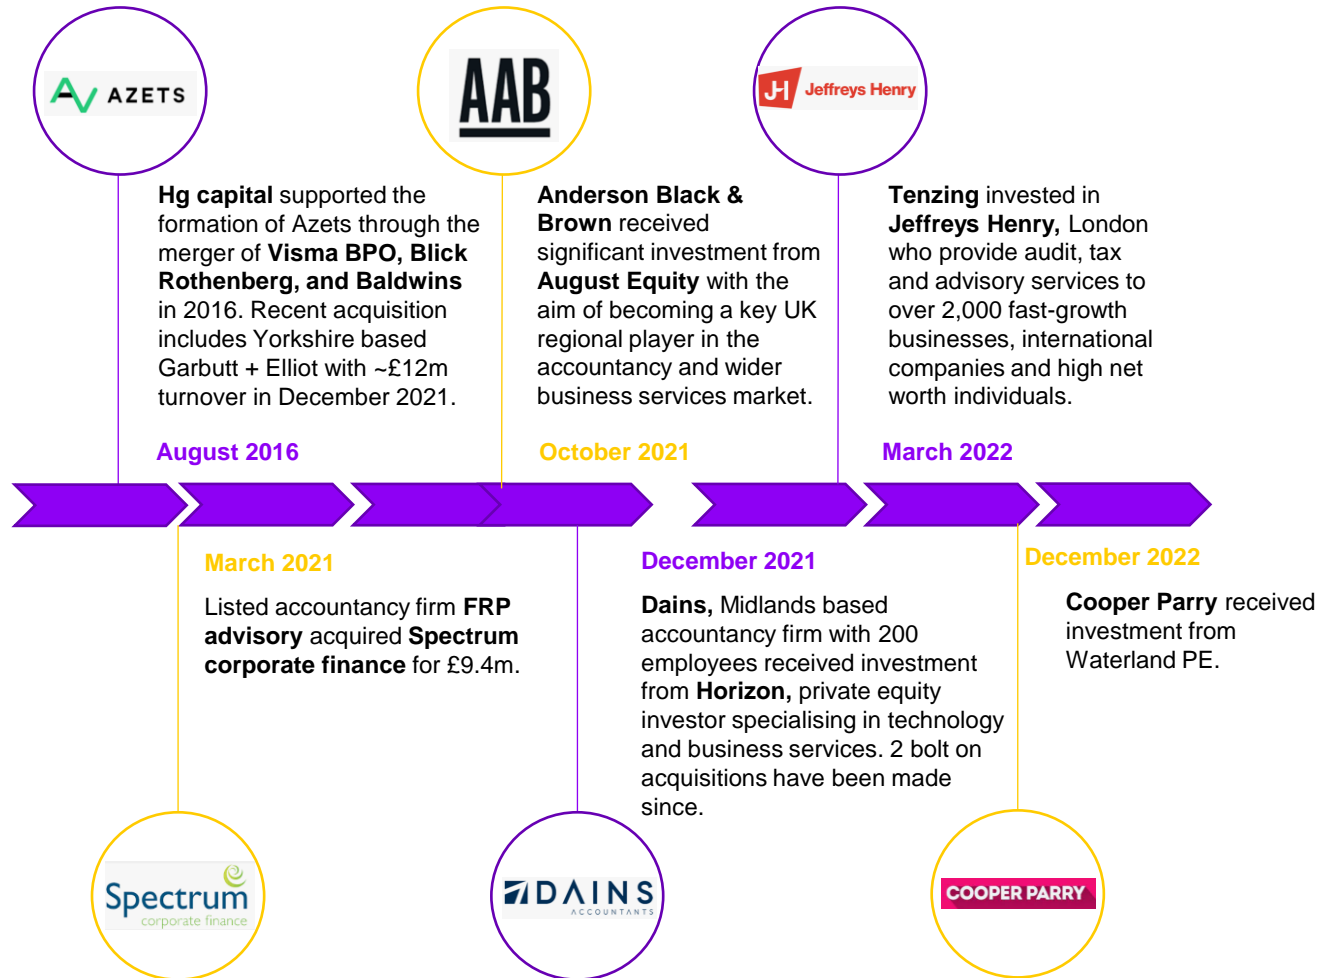 AZETS
AAB
JH Jeffreys Henry
Hg capital supported the
formation of Azets through the
merger of Visma BPO, Blick
Rothenberg, and Baldwins
in 2016. Recent acquisition
includes Yorkshire based
Garbutt + Elliot with ~£12m
turnover in December 2021.
August 2016
Anderson Black &
Brown received
significant investment from
August Equity with the
aim of becoming a key UK
regional player in the
accountancy and wider
business services market.
October 2021
Tenzing invested in
Jeffreys Henry, London
who provide audit, tax
and advisory services to
over 2,000 fast-growth
businesses, international
companies and high net
worth individuals.
March 2022
March 2021
Listed accountancy firm FRP
advisory acquired Spectrum
corporate finance for £9.4m.
December 2021
Dains, Midlands based
accountancy firm with 200
employees received investment
from Horizon, private equity
investor specialising in technology
and business services. 2 bolt on
acquisitions have been made
since.
December 2022
Cooper Parry received
investment from
Waterland PE.
Spectrum
corporate finance
DAINS
ACCOUNTANTS
COOPER PARRY